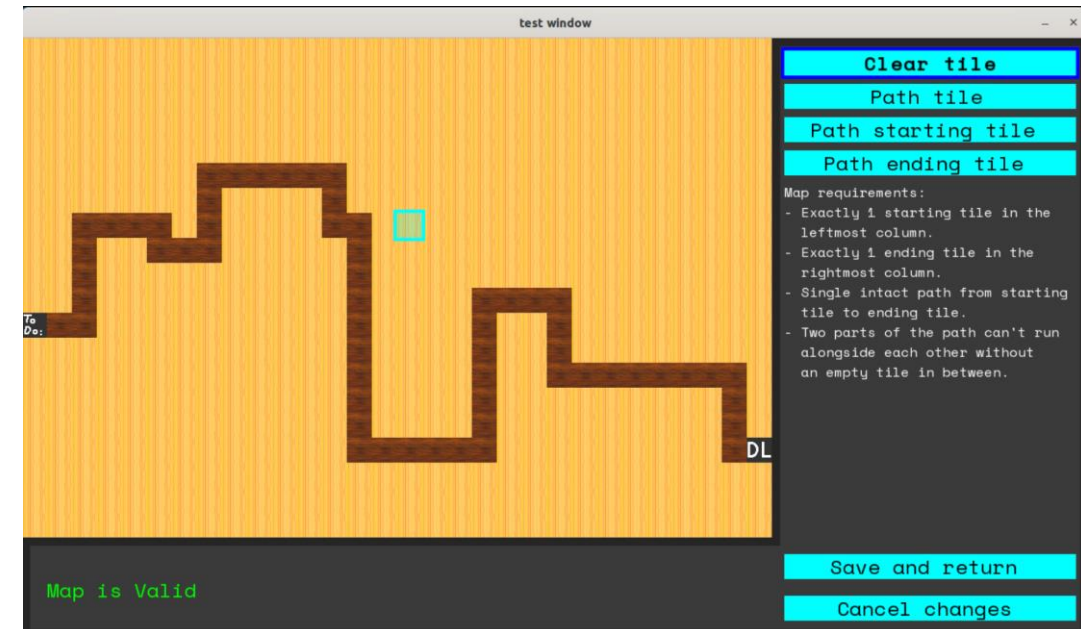 test window
Clear tile
Path tile
Path starting tile
Path ending tile
Map requirements:
- Exactly 1 starting tile in the
leftmost column.
- Exactly 1 ending tile in the
rightmost column.
- Single intact path from starting
tile to ending tile.
- Two parts of the path can't run
alongside each other without
an empty tile in between.
To
Do:
DL
Map is Valid
Save and return
Cancel changes